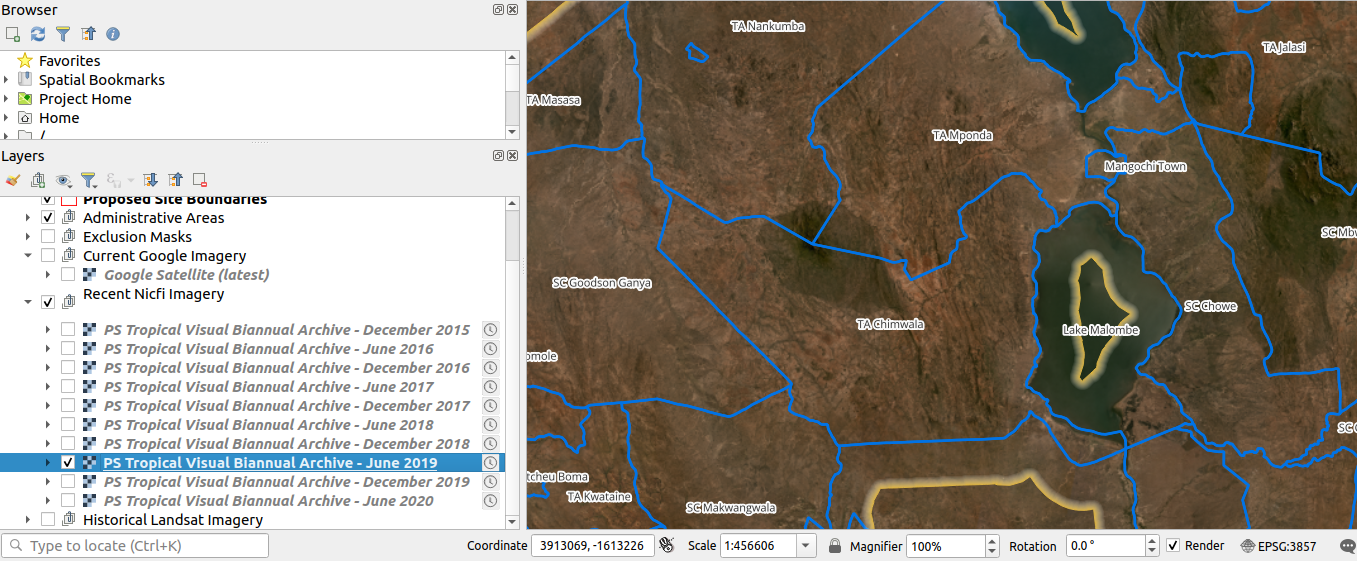 Browser
Favorites
Spatial Bookmarks
Project Home
Home
/
Layers
Proposed Site Boundaries
Administrative Areas
Exclusion Masks
Current Google Imagery
Google Satellite (latest)
Recent Nicfi Imagery
PS Tropical Visual Biannual Archive - December 2015
PS Tropical Visual Biannual Archive - June 2016
PS Tropical Visual Biannual Archive - December 2016
PS Tropical Visual Biannual Archive - June 2017
PS Tropical Visual Biannual Archive - December 2017
PS Tropical Visual Biannual Archive - June 2018
PS Tropical Visual Biannual Archive - December 2018
PS Tropical Visual Biannual Archive - June 2019
PS Tropical Visual Biannual Archive - December 2019
PS Tropical Visual Biannual Archive - June 2020
Historical Landsat Imagery
TA Nankumba
TA Jalasi
TA Masasa
TA Mponda
Mangochi Town
SC Mbw
SC Goodson Ganya
SC Chowe
TA Chimwala
Lake Malombe
omole
SC
tcheu Boma
TA Kwataine
SC Makwangwala
Type to locate (Ctrl+K)
Coordinate 3913069, -1613226 Scale 1:456606 Magnifier 100% Rotation 0.0 ° Render EPSG:3857